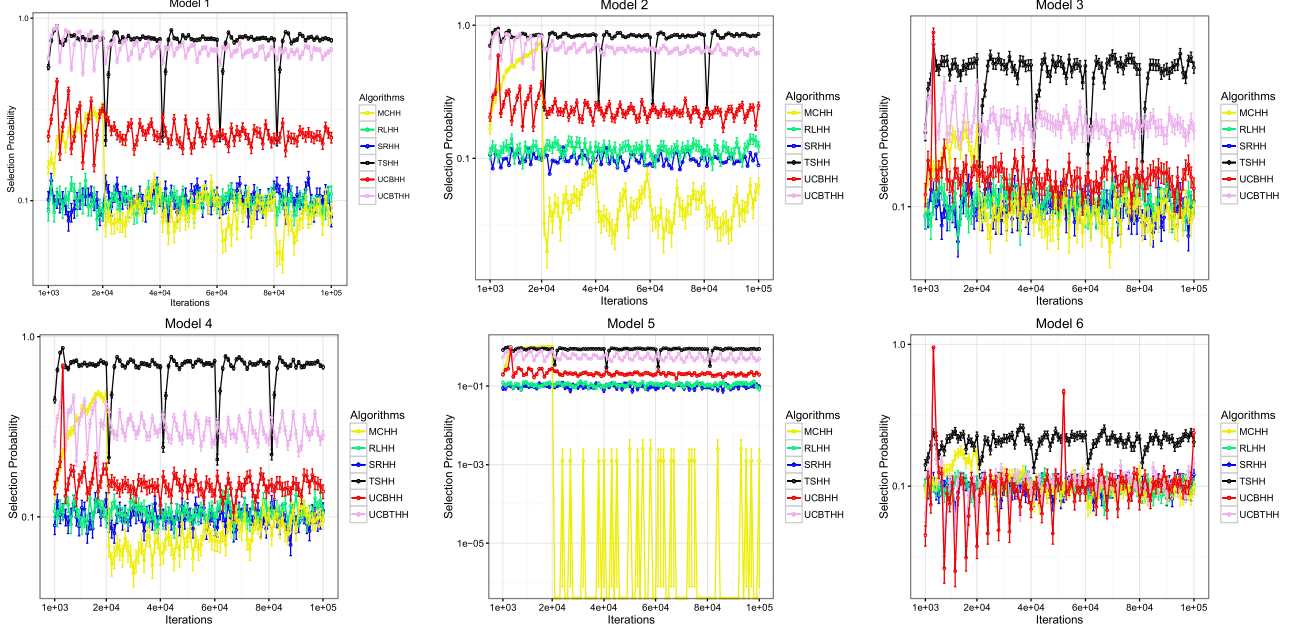 Model 1
1.0
0.1
Selection Probability
1e+03
2e+04
4e+04
6e+04
8e+04
1e+05
Iterations
Algorithms
MCHH
RLHH
SRHH
TSHH
UCBHH
UCBTHH
Model 2
1.0
0.1
Selection Probability
1e+03
2e+04
4e+04
6e+04
8e+04
1e+05
Iterations
Algorithms
MCHH
RLHH
SRHH
TSHH
UCBHH
UCBTHH
Model 3
0.1
Selection Probability
1e+03
2e+04
4e+04
6e+04
8e+04
1e+05
Iterations
Algorithms
MCHH
RLHH
SRHH
TSHH
UCBHH
UCBTHH
Model 4
1.0
0.1
Selection Probability
1e+03
2e+04
4e+04
6e+04
8e+04
1e+05
Iterations
Algorithms
MCHH
RLHH
SRHH
TSHH
UCBHH
UCBTHH
Model 5
1e−01
1e−03
1e−05
Selection Probability
1e+03
2e+04
4e+04
6e+04
8e+04
1e+05
Iterations
Algorithms
MCHH
RLHH
SRHH
TSHH
UCBHH
UCBTHH
Model 6
1.0
0.1
Selection Probability
1e+03
2e+04
4e+04
6e+04
8e+04
1e+05
Iterations
Algorithms
MCHH
RLHH
SRHH
TSHH
UCBHH
UCBTHH